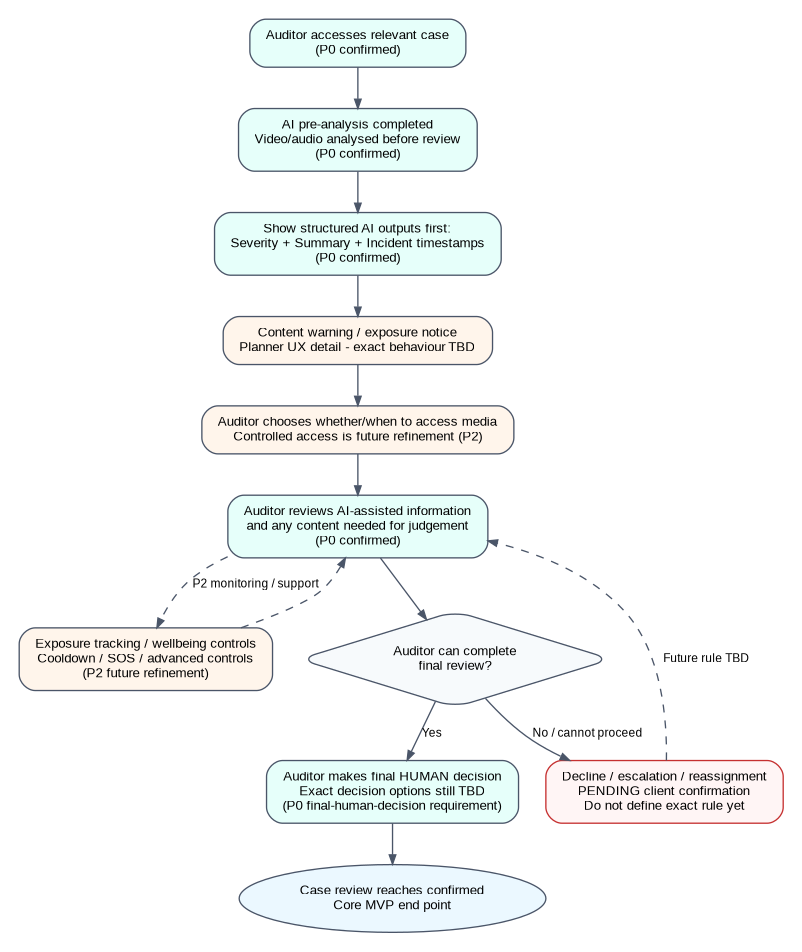 Auditor accesses relevant case
(P0 confirmed)
AI pre-analysis completed
Video/audio analysed before review
(P0 confirmed)
Show structured AI outputs first:
Severity + Summary + Incident timestamps
(P0 confirmed)
Content warning / exposure notice
Planner UX detail - exact behaviour TBD
Auditor chooses whether/when to access media
Controlled access is future refinement (P2)
Auditor reviews AI-assisted information
and any content needed for judgement
(P0 confirmed)
P2 monitoring / support
Exposure tracking / wellbeing controls
Cooldown / SOS / advanced controls
(P2 future refinement)
Auditor can complete
final review?
Future rule TBD
Yes
No / cannot proceed
Auditor makes final HUMAN decision
Exact decision options still TBD
(P0 final-human-decision requirement)
Decline / escalation / reassignment
PENDING client confirmation
Do not define exact rule yet
Case review reaches confirmed
Core MVP end point